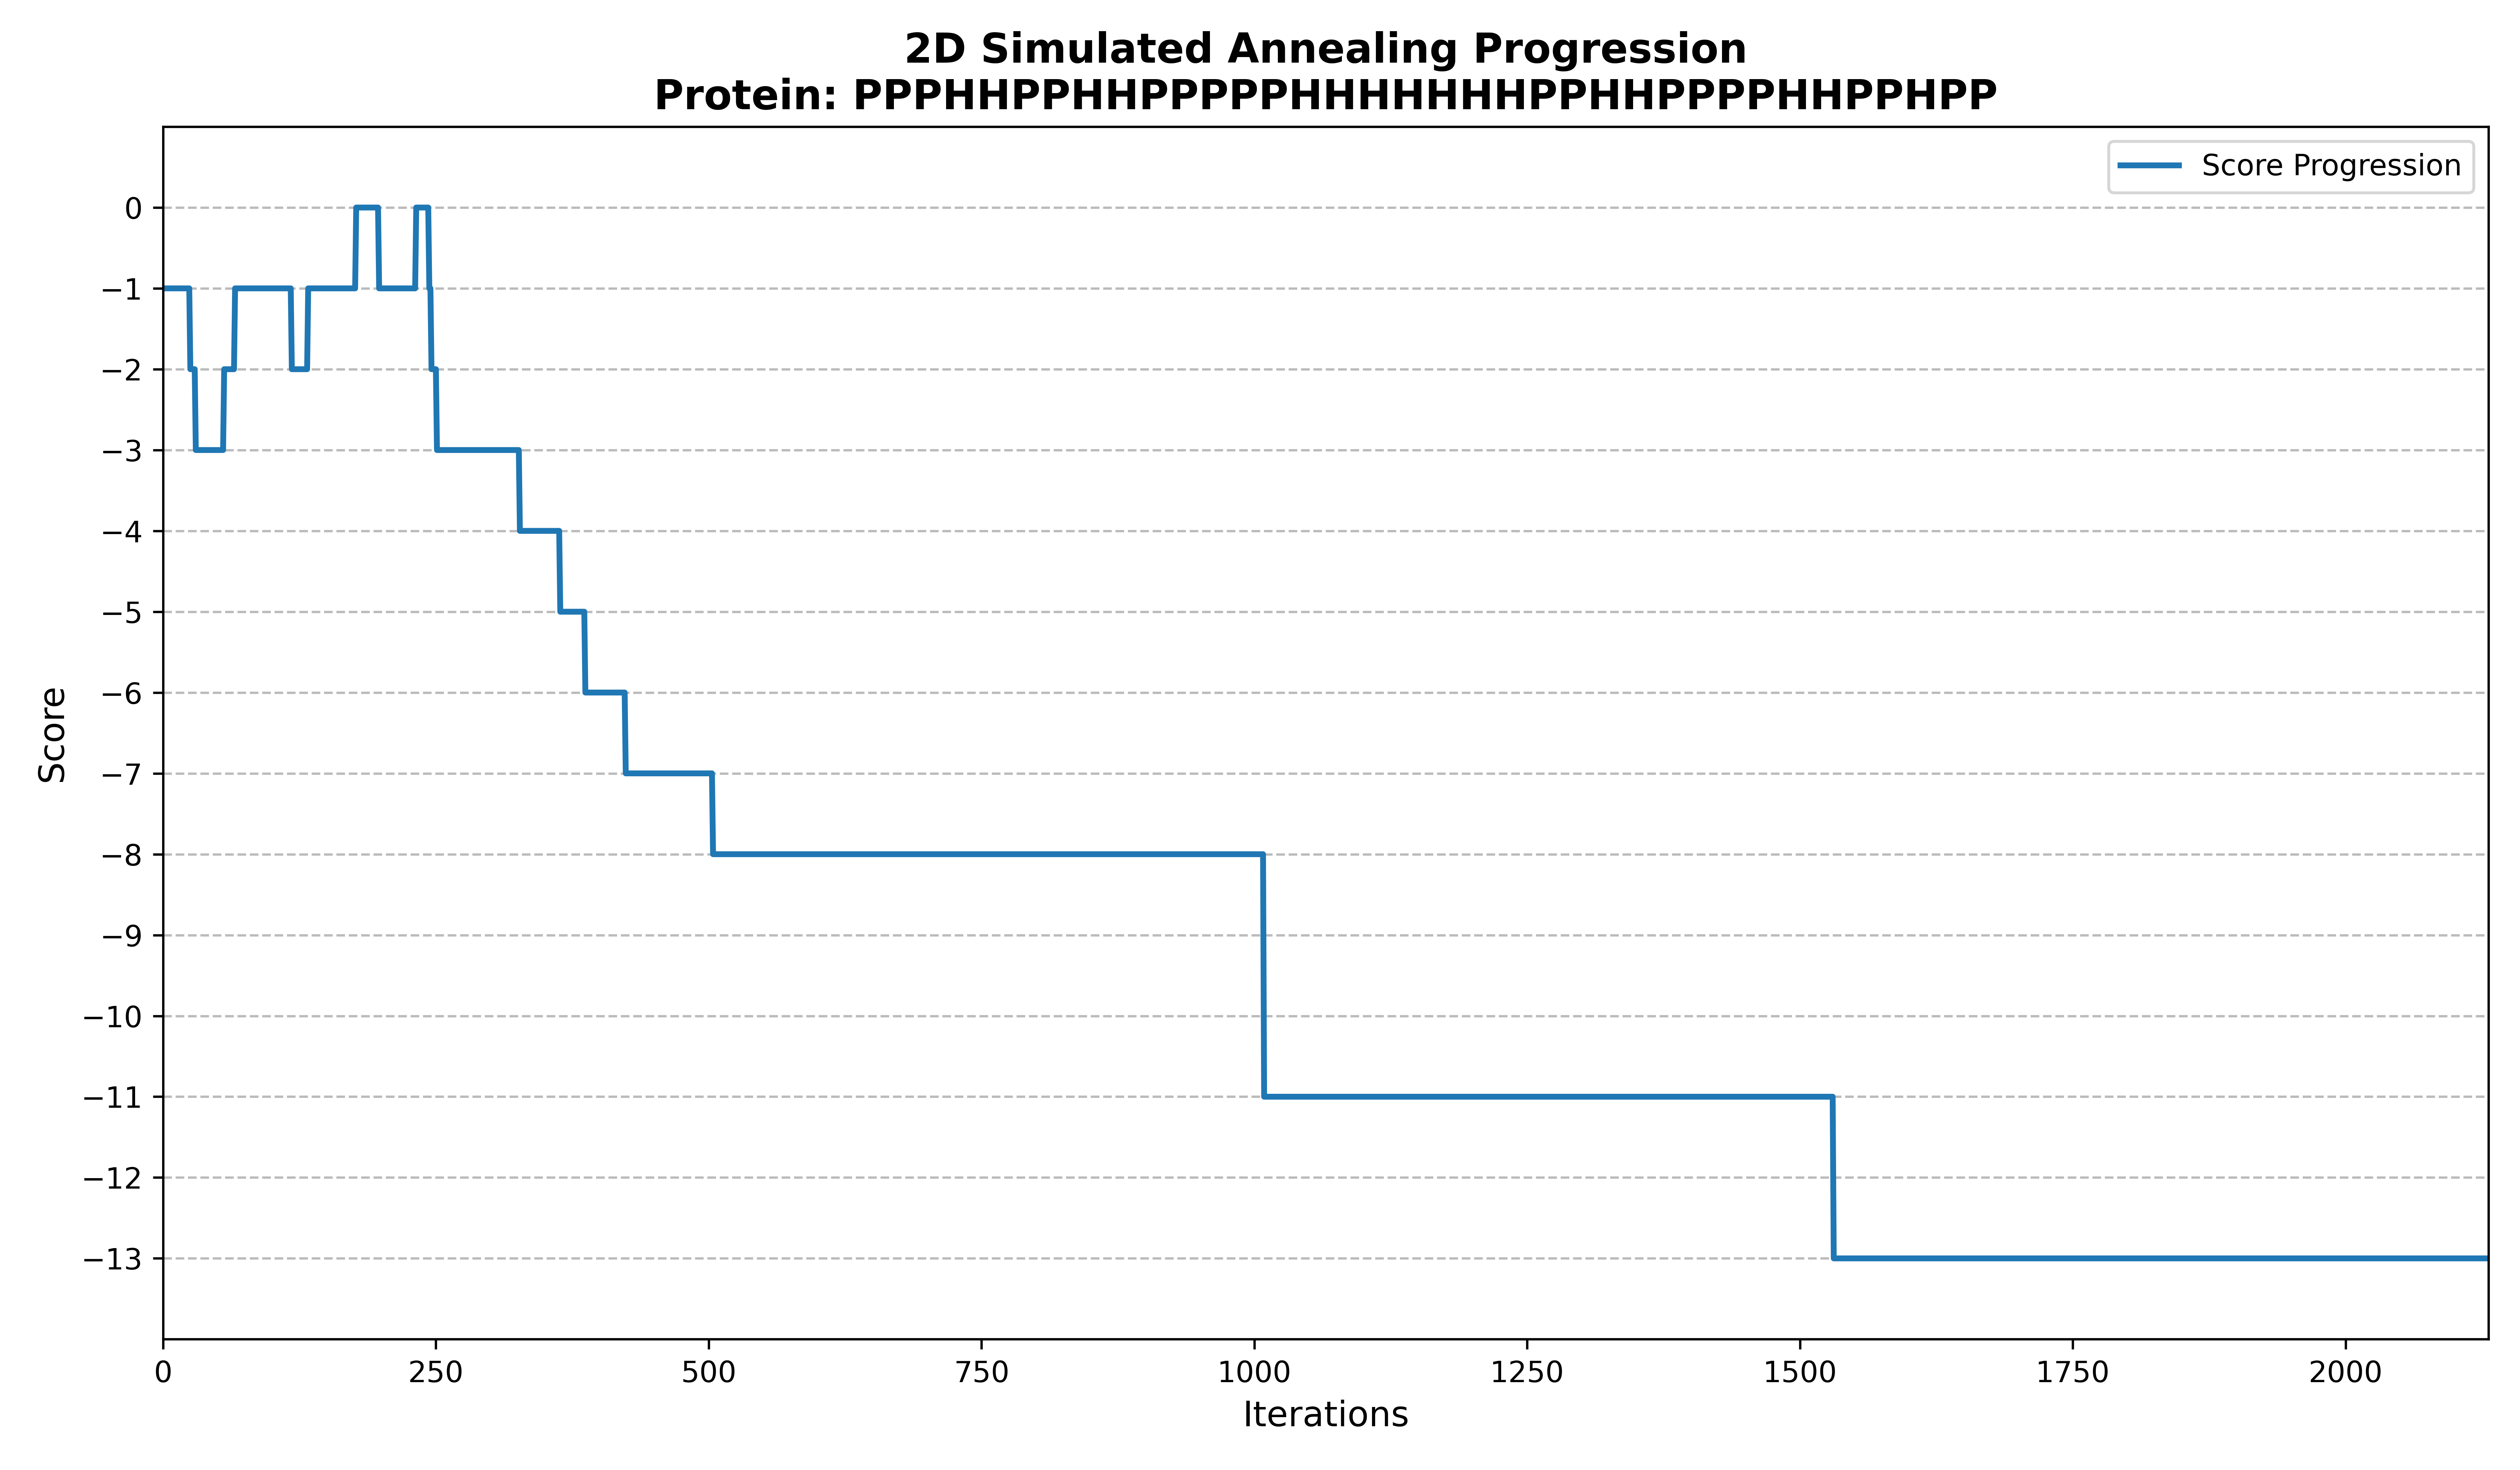 2D Simulated Annealing Progression
Protein: PPPHHPPHHPPPPPHHHHHHHPPHHPPPPHHPPHPP
Score Progression
0
−1
−2
−3
−4
−5
−6
−7
−8
−9
−10
−11
−12
−13
Score
0 250 500 750 1000 1250 1500 1750 2000
Iterations